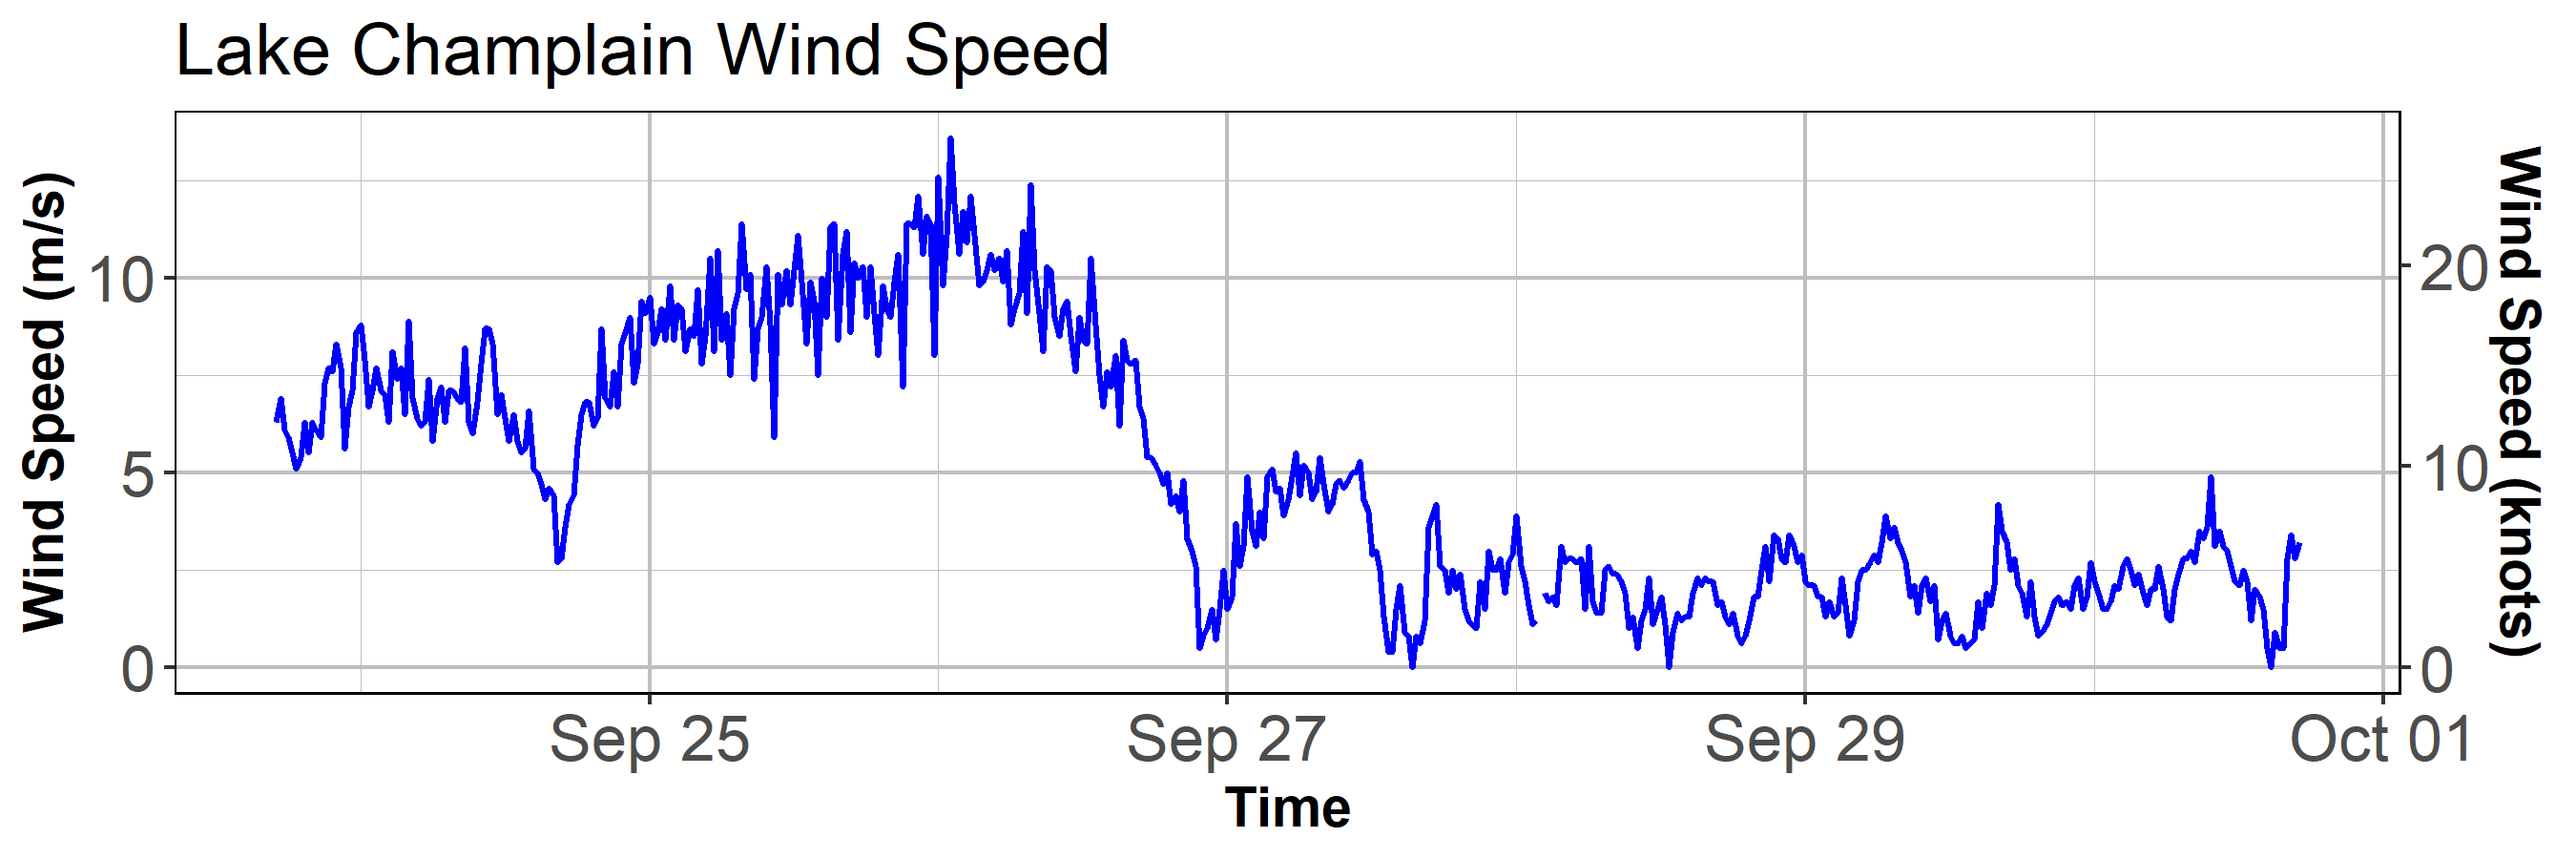 Lake Champlain Wind Speed
Wind Speed (m/s)
10
5
0
20
10
0
Wind Speed (knots)
Sep 25
Sep 27
Sep 29
Oct 01
Time